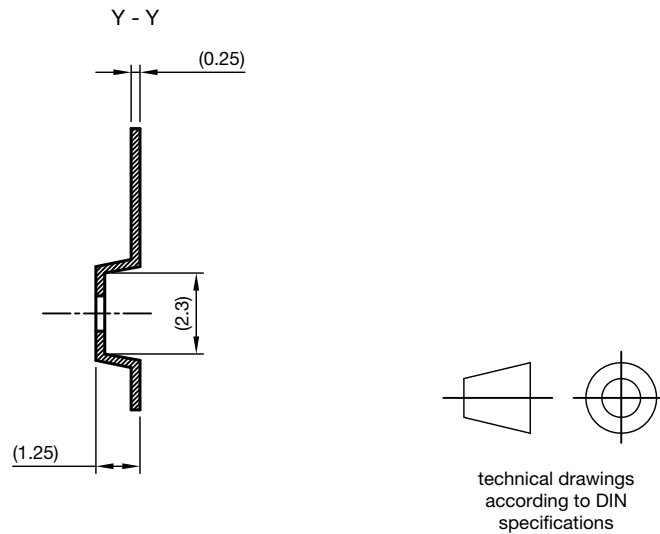 Y - Y
(0.25)
(2.3)
(1.25)
technical drawings
according to DIN
specifications